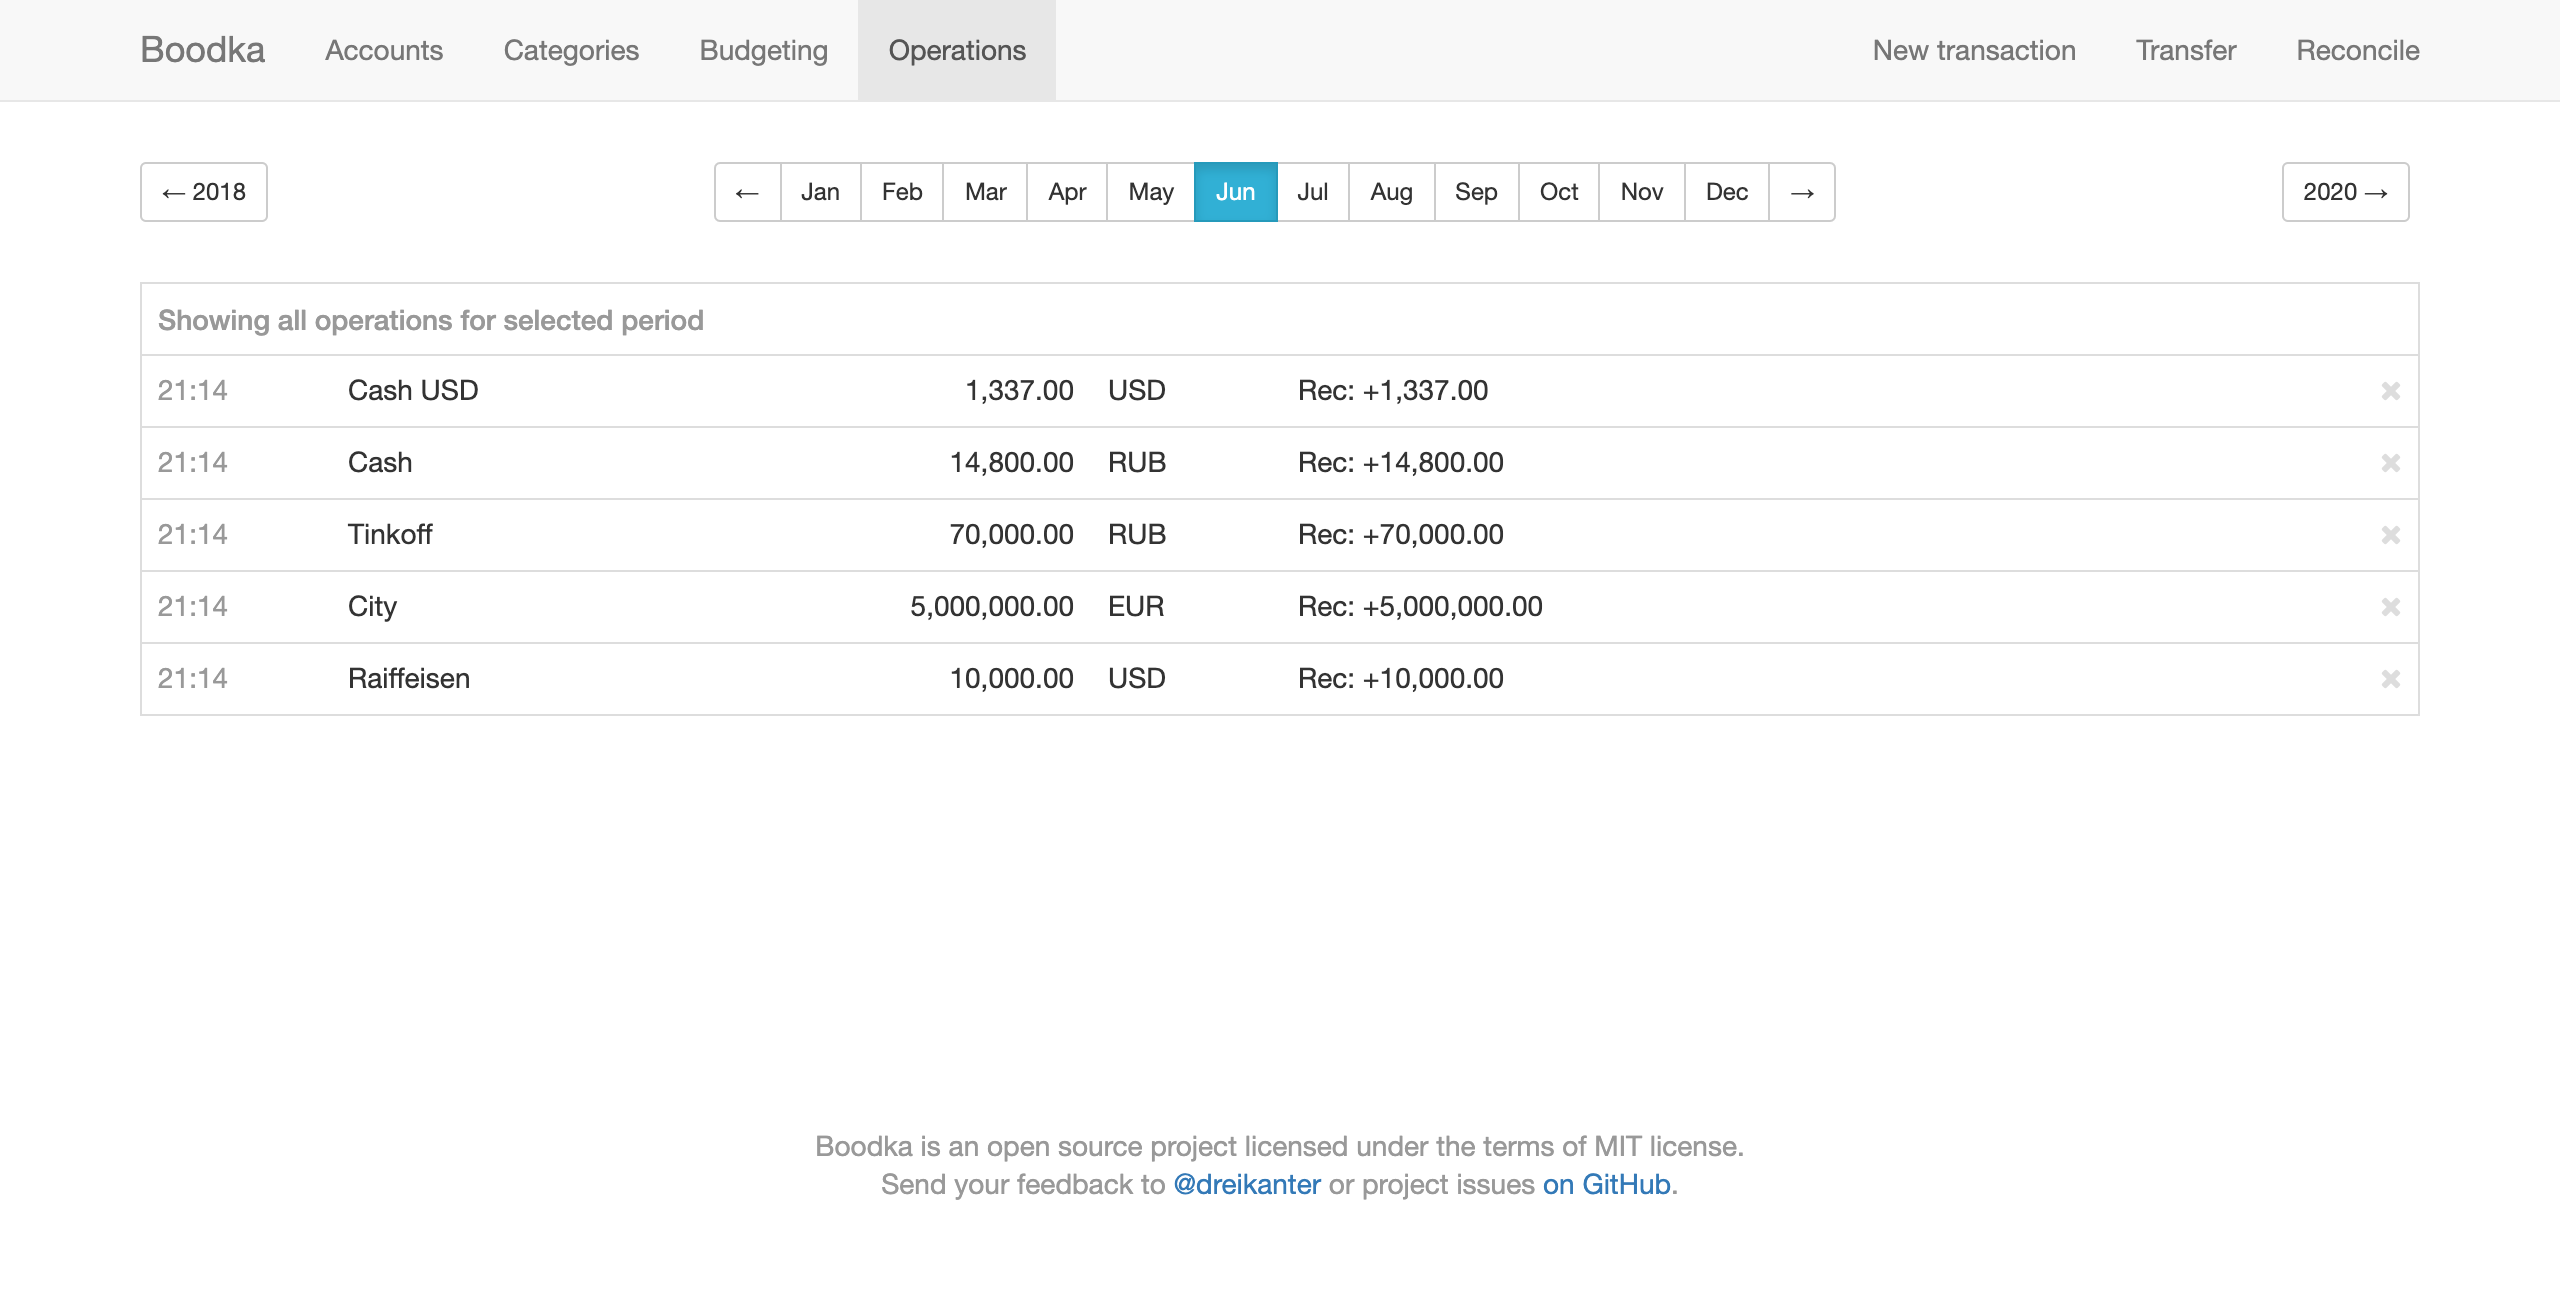 Boodka Accounts Categories Budgeting Operations New transaction Transfer Reconcile
← 2018 ← Jan Feb Mar Apr May Jun Jul Aug Sep Oct Nov Dec → 2020 →
Showing all operations for selected period
21:14 Cash USD 1,337.00 USD Rec: +1,337.00 ✖
21:14 Cash 14,800.00 RUB Rec: +14,800.00 ✖
21:14 Tinkoff 70,000.00 RUB Rec: +70,000.00 ✖
21:14 City 5,000,000.00 EUR Rec: +5,000,000.00 ✖
21:14 Raiffeisen 10,000.00 USD Rec: +10,000.00 ✖
Boodka is an open source project licensed under the terms of MIT license.
Send your feedback to @dreikanter or project issues on GitHub.